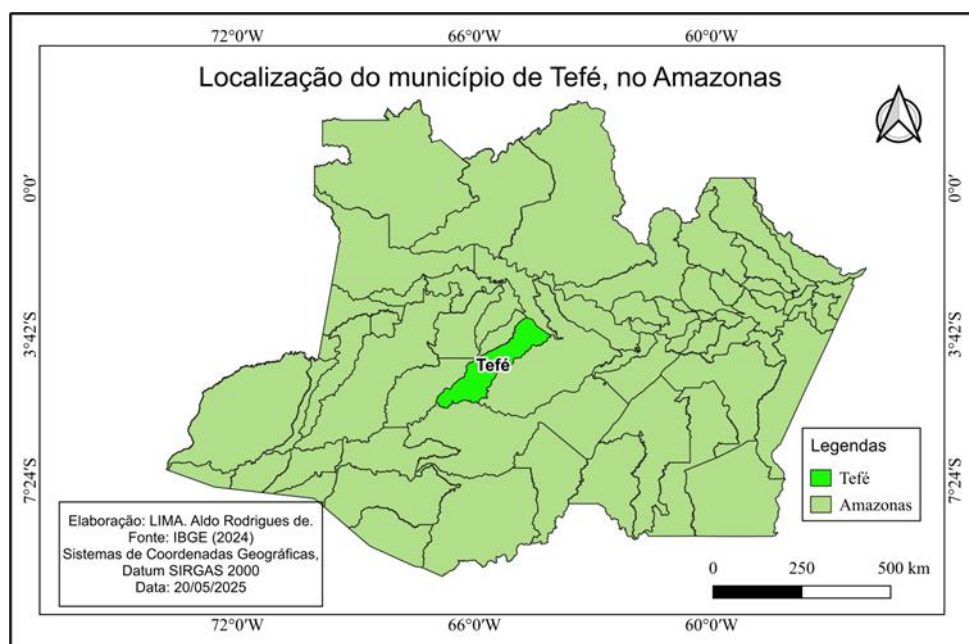 72°0'W 66°0'W 60°0'W
Localização do município de Tefé, no Amazonas
0°0′ 0°0′
3°42'S 3°42'S
Tefé
7°24'S 7°24'S
Legendas
Tefé
Amazonas
Elaboração: LIMA. Aldo Rodrigues de.
Fonte: IBGE (2024)
Sistemas de Coordenadas Geográficas,
Datum SIRGAS 2000
Data: 20/05/2025
0 250 500 km
72°0'W 66°0'W 60°0'W